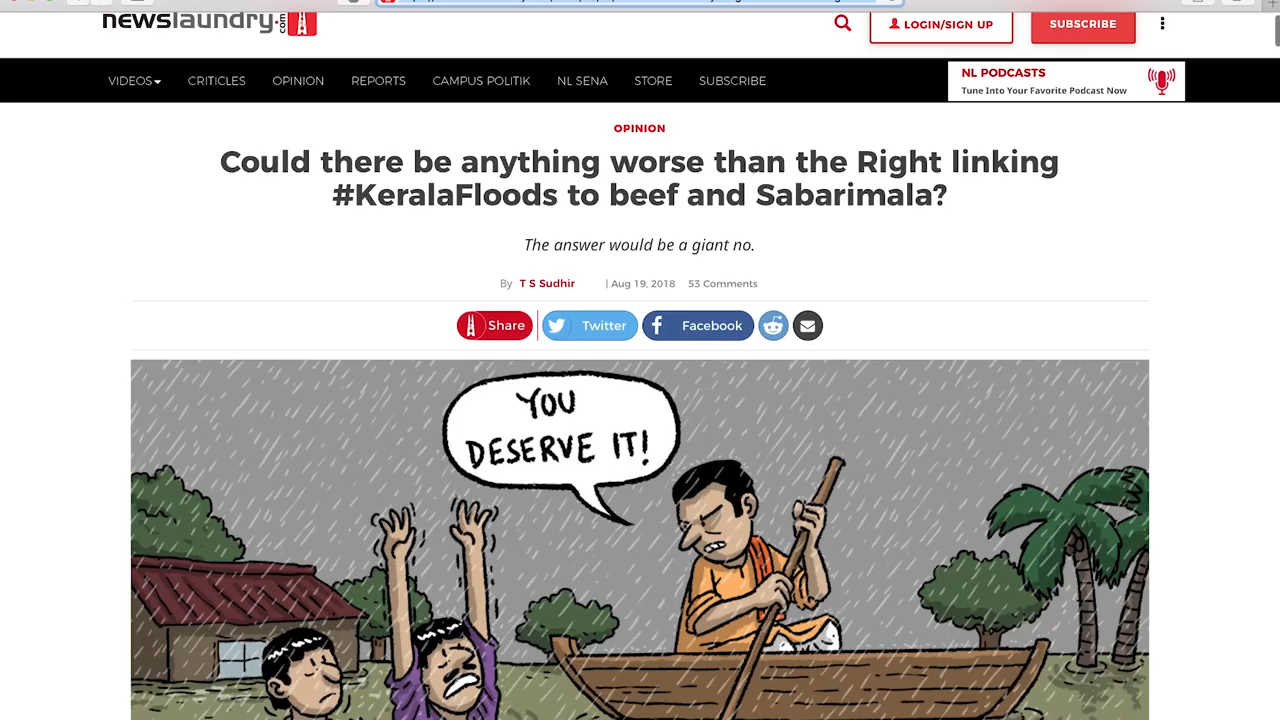 newslaundry.com
LOGIN/SIGN UP
SUBSCRIBE
VIDEOS CRITICLES OPINION REPORTS CAMPUS POLITIK NL SENA STORE SUBSCRIBE
NL PODCASTS
Tune Into Your Favorite Podcast Now
OPINION
Could there be anything worse than the Right linking
#KeralaFloods to beef and Sabarimala?
The answer would be a giant no.
By T S Sudhir | Aug 19, 2018 53 Comments
Share Twitter Facebook
YOU
DESERVE IT!